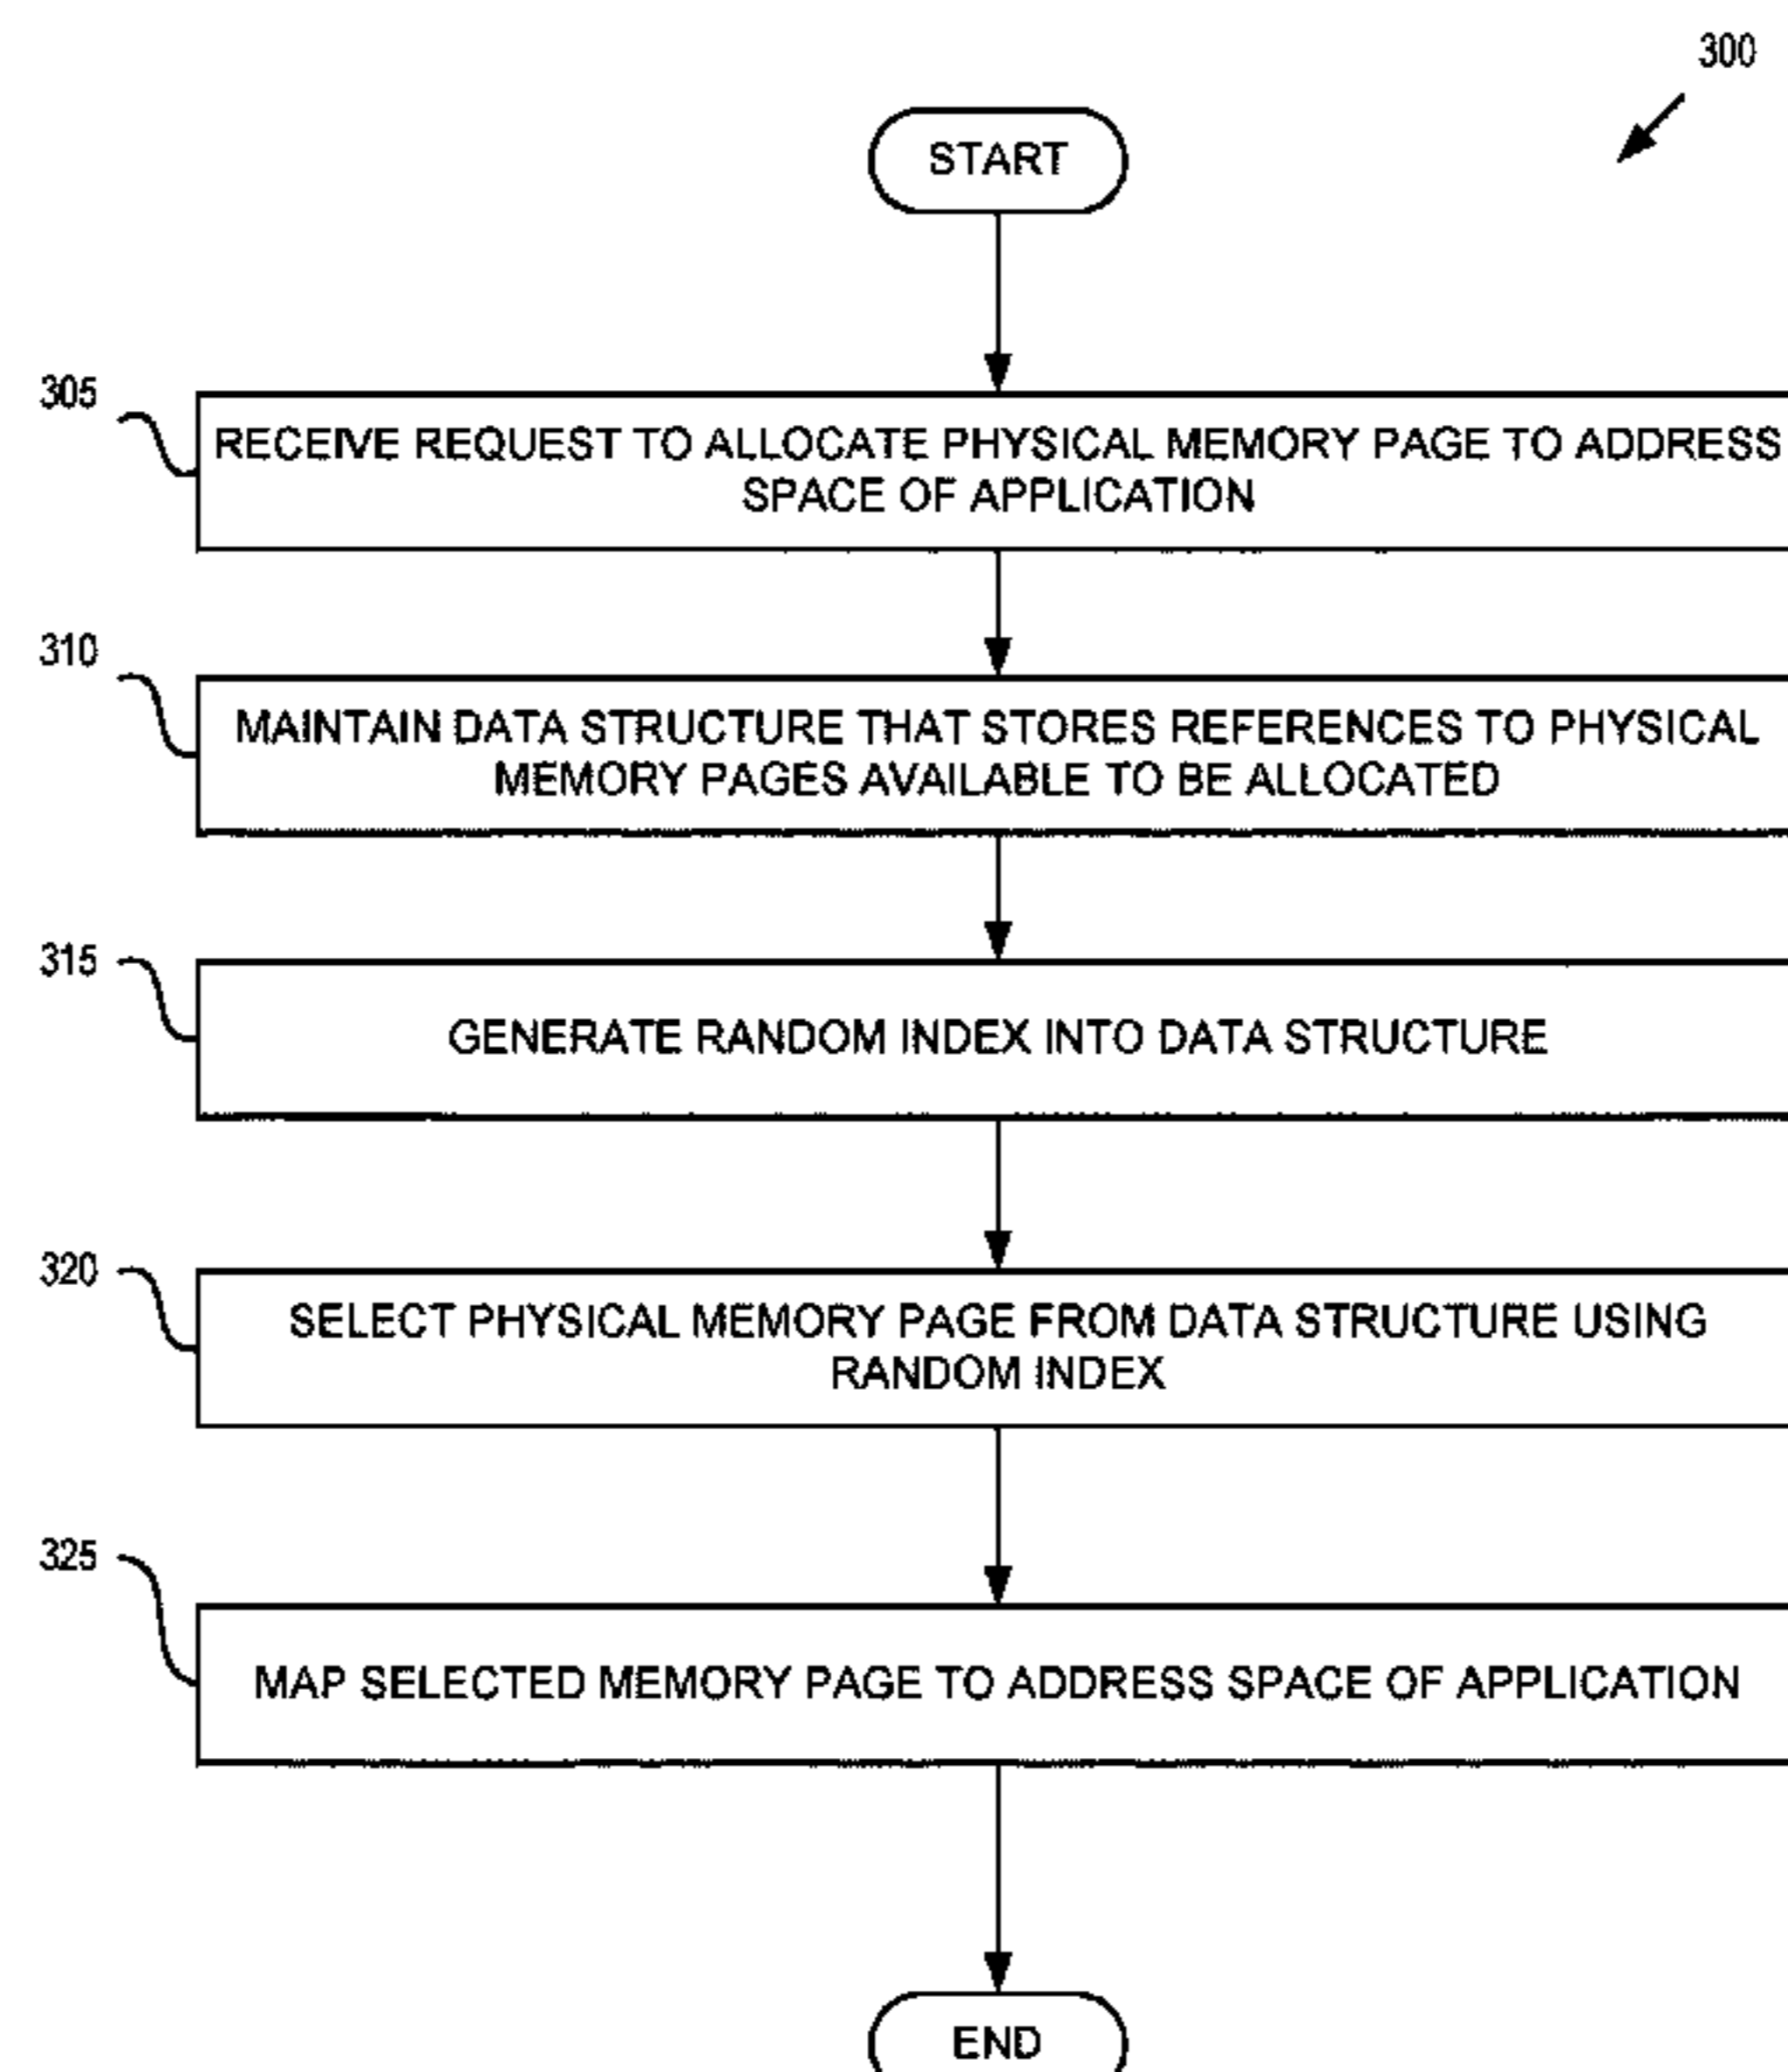 300
START
305
RECEIVE REQUEST TO ALLOCATE PHYSICAL MEMORY PAGE TO ADDRESS
SPACE OF APPLICATION
310
MAINTAIN DATA STRUCTURE THAT STORES REFERENCES TO PHYSICAL
MEMORY PAGES AVAILABLE TO BE ALLOCATED
315
GENERATE RANDOM INDEX INTO DATA STRUCTURE
320
SELECT PHYSICAL MEMORY PAGE FROM DATA STRUCTURE USING
RANDOM INDEX
325
MAP SELECTED MEMORY PAGE TO ADDRESS SPACE OF APPLICATION
END